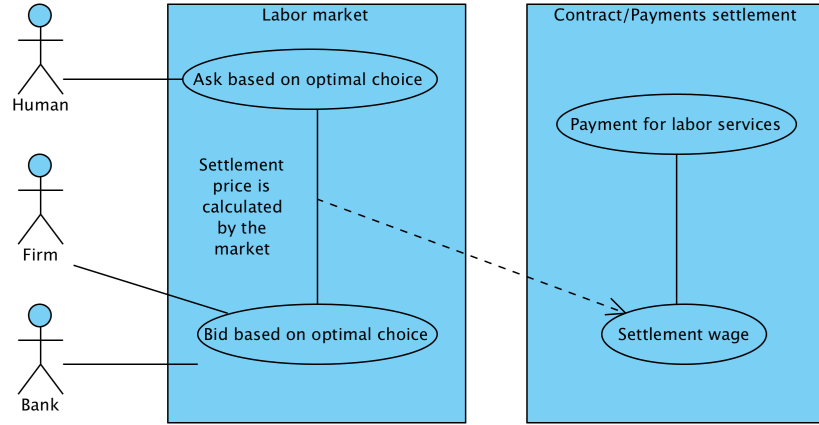 Labor market
Contract/Payments settlement
Human
Ask based on optimal choice
Payment for labor services
Settlement
price is
calculated
by the
market
Firm
Bid based on optimal choice
Settlement wage
Bank